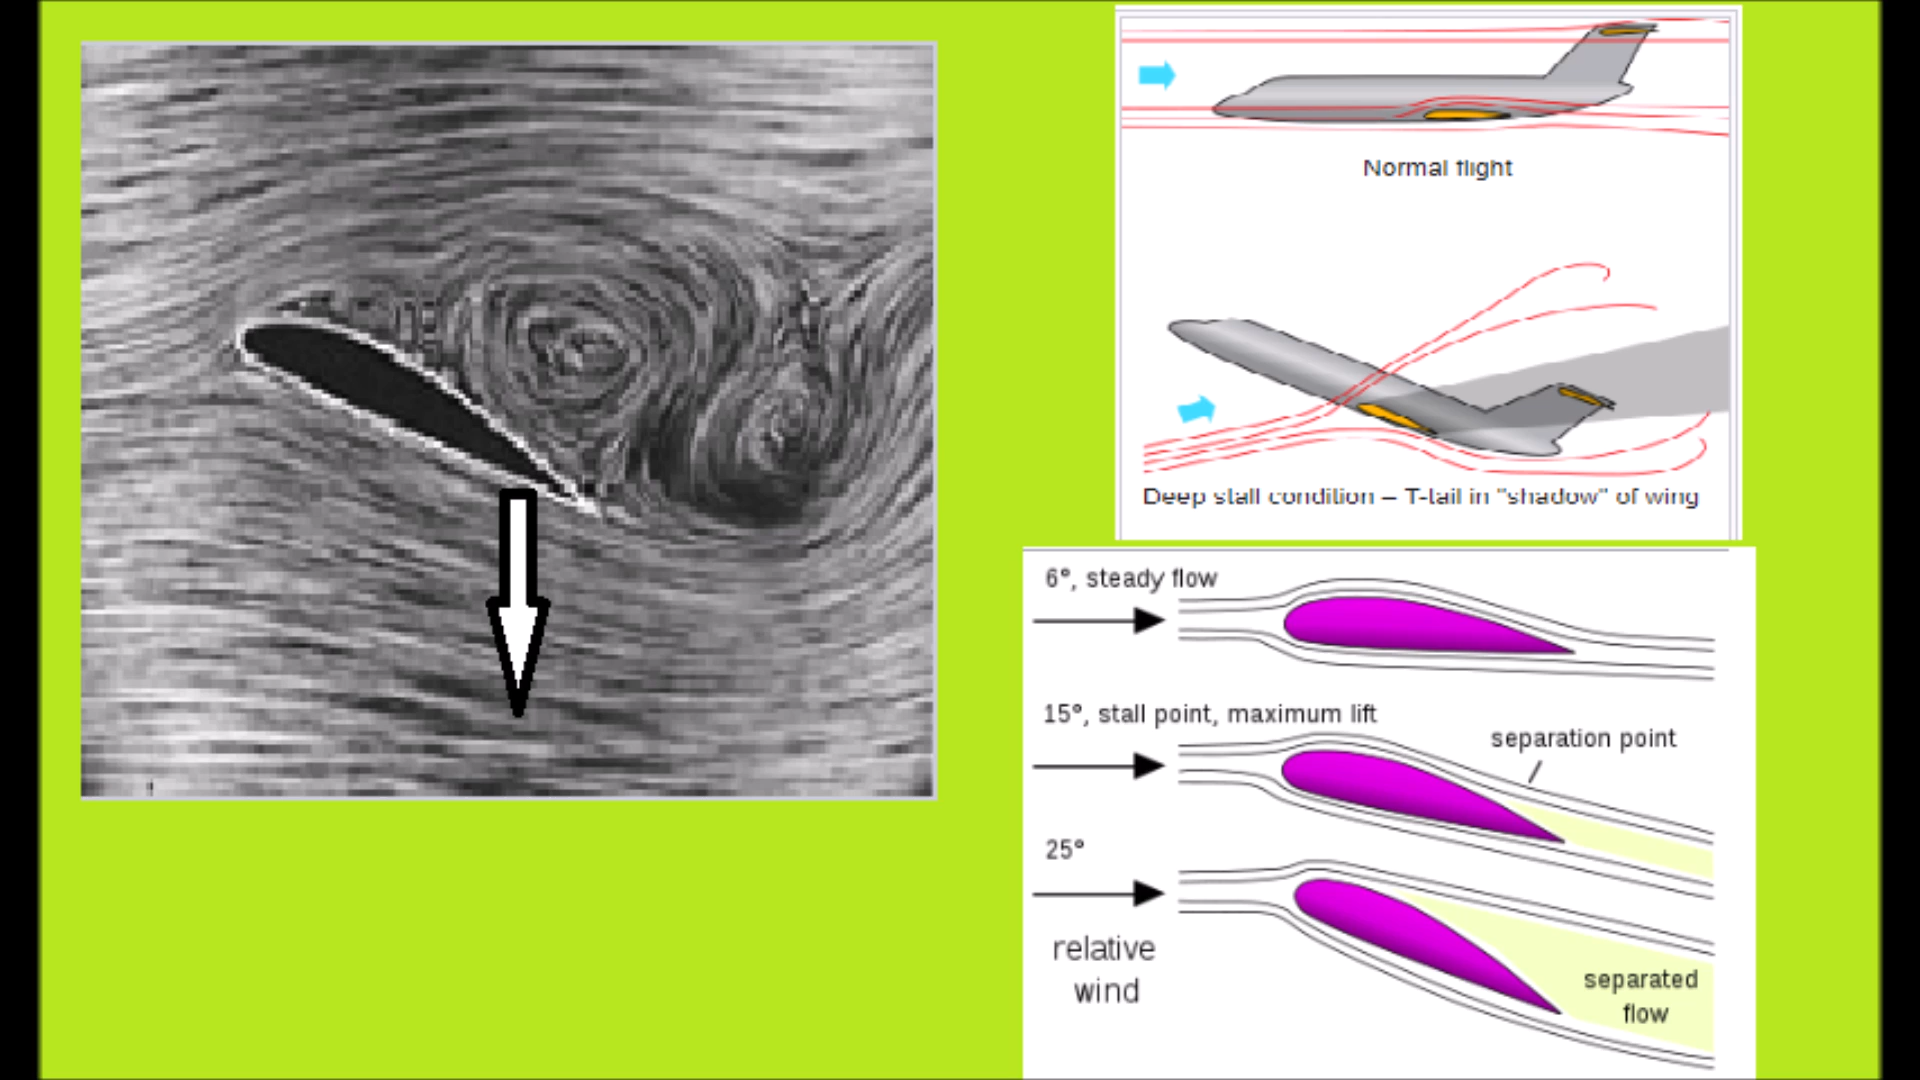 Normal flight
Deep stall condition – T-tail in "shadow" of wing
6°, steady flow
15°, stall point, maximum lift
separation point
25°
relative
wind
separated
flow